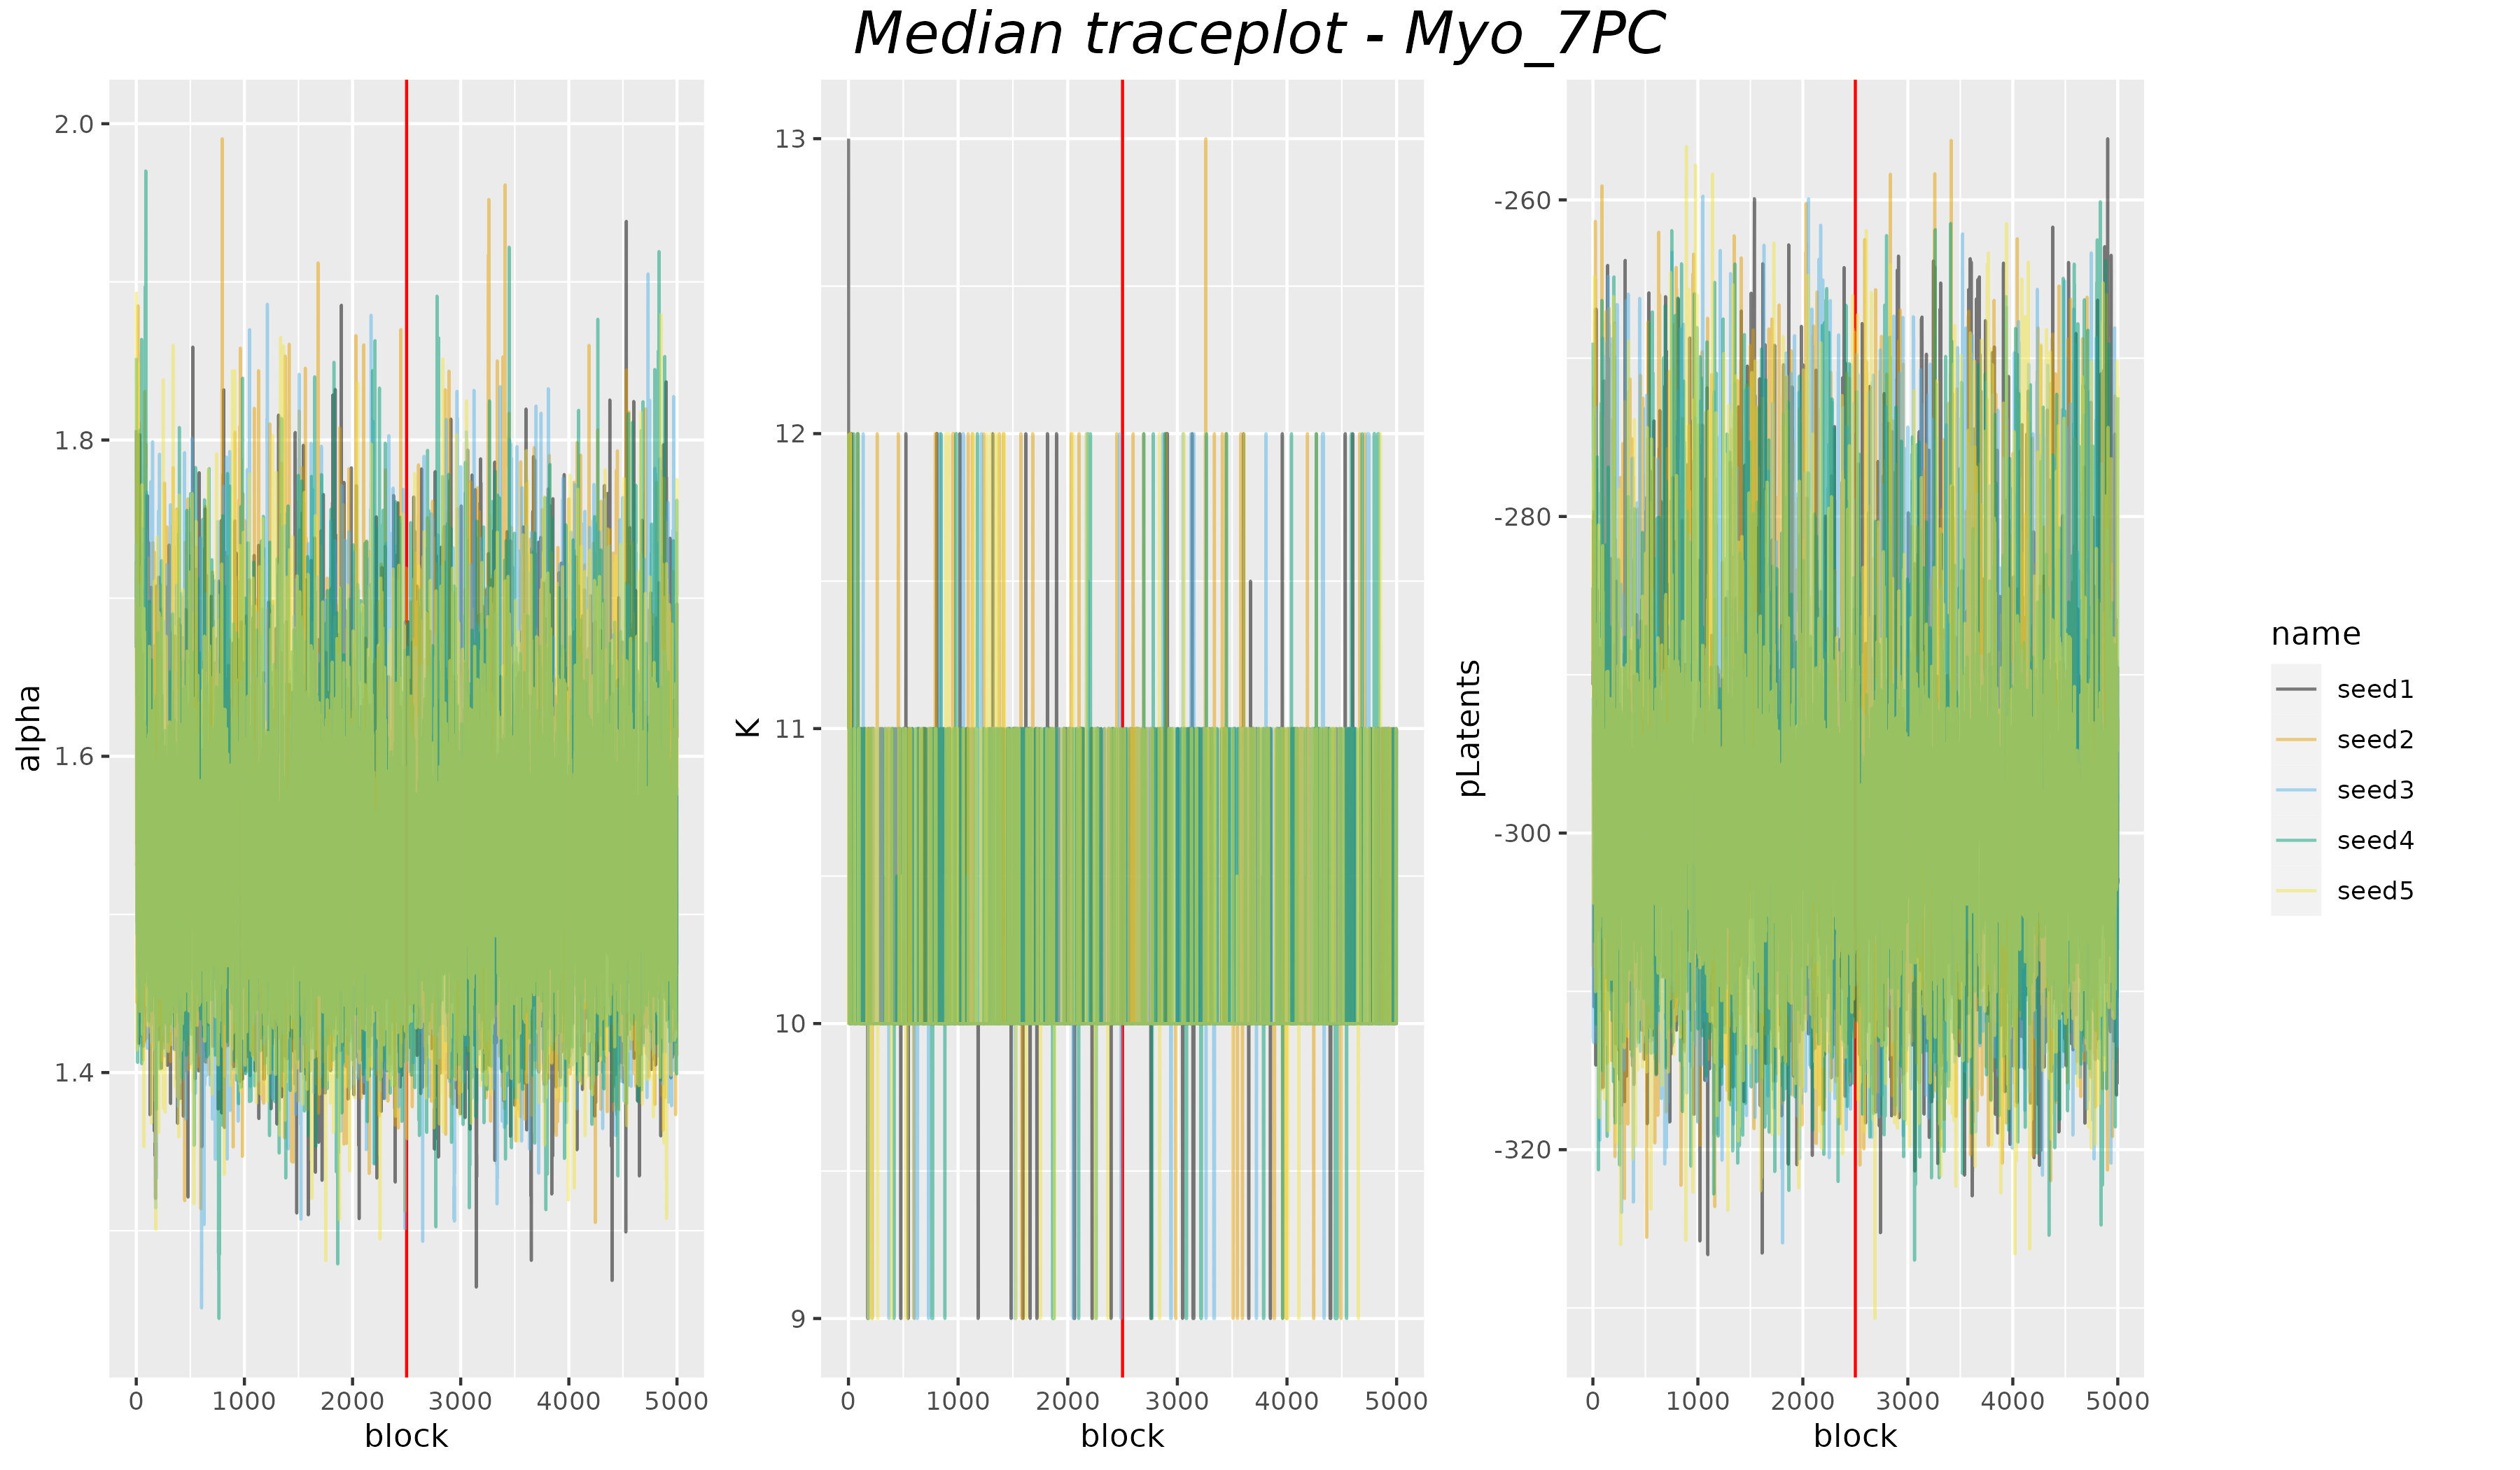 Median traceplot - Myo_7PC
alpha
2.0
1.8
1.6
1.4
0 1000 2000 3000 4000 5000
block
K
13
12
11
10
9
0 1000 2000 3000 4000 5000
block
pLatents
-260
-280
-300
-320
0 1000 2000 3000 4000 5000
block
name
seed1
seed2
seed3
seed4
seed5